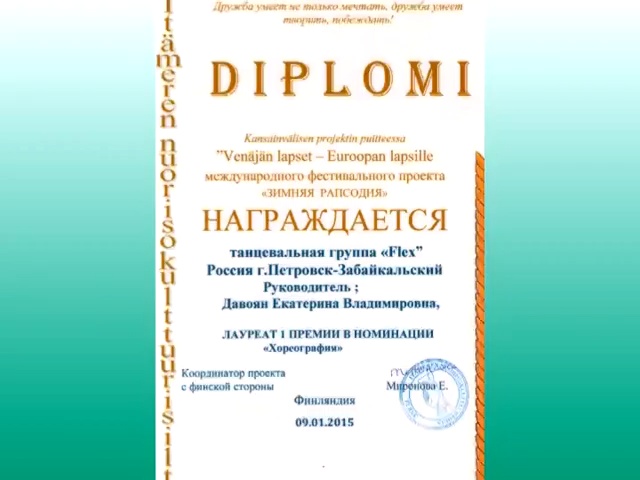 Дружба умеет не только мечтать, дружба умеет
творить, побеждать!
DIPLOMI
Kansainvälisen projektin puitteessa
"Venäjän lapset – Euroopan lapsille
международного фестивального проекта
«ЗИМНЯЯ РАПСОДИЯ»
НАГРАЖДАЕТСЯ
танцевальная группа «Flex"
Россия г.Петровск-Забайкальский
Руководитель ;
Давоян Екатерина Владимировна,
ЛАУРЕАТ 1 ПРЕМИИ В НОМИНАЦИИ
«Хореография»
Координатор проекта
с финской стороны Миронова Е.
Финляндия
09.01.2015
Itämeren nuorisokulttuurisilt